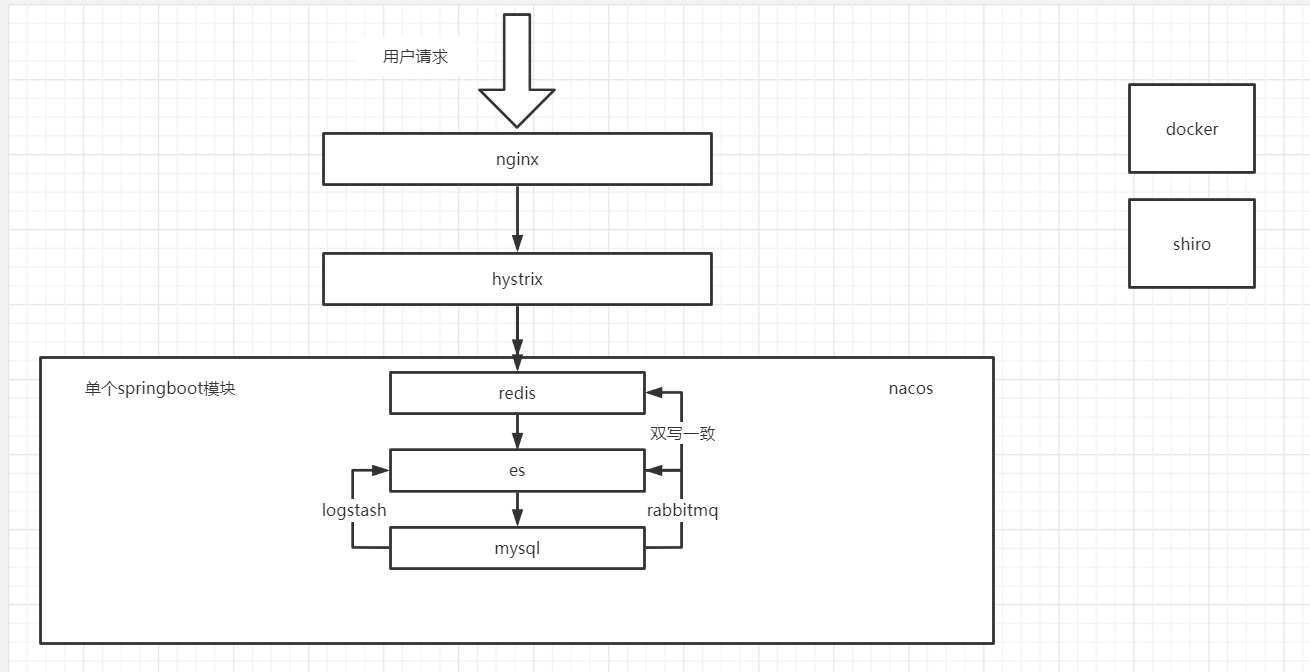 用户请求
nginx
docker
shiro
hystrix
单个springboot模块
nacos
redis
双写一致
es
logstash
rabbitmq
mysql